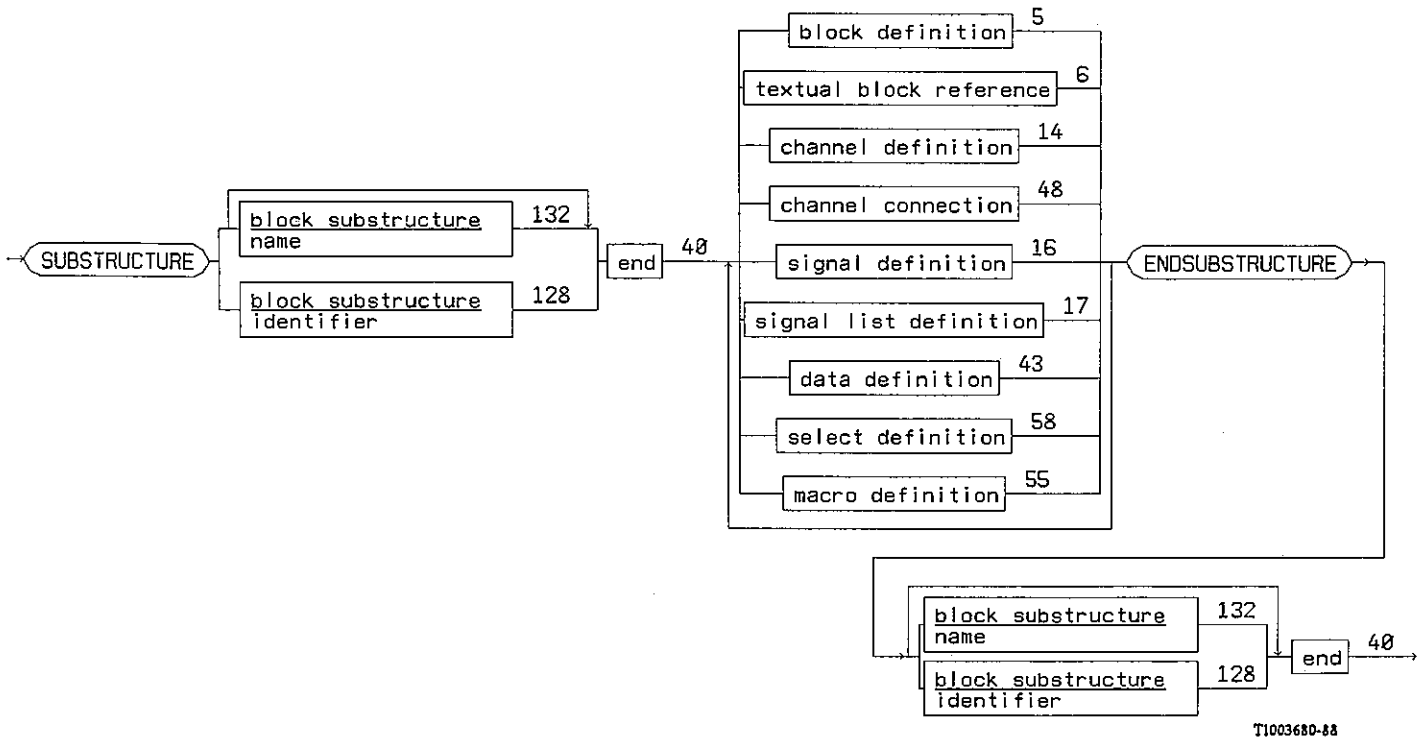 SUBSTRUCTURE
block substructure
name
132
block substructure
identifier
128
end
40
block definition
5
textual block reference
6
channel definition
14
channel connection
48
signal definition
16
signal list definition
17
data definition
43
select definition
58
macro definition
55
ENDSUBSTRUCTURE
block substructure
name
132
block substructure
identifier
128
end
40
T1003680-88